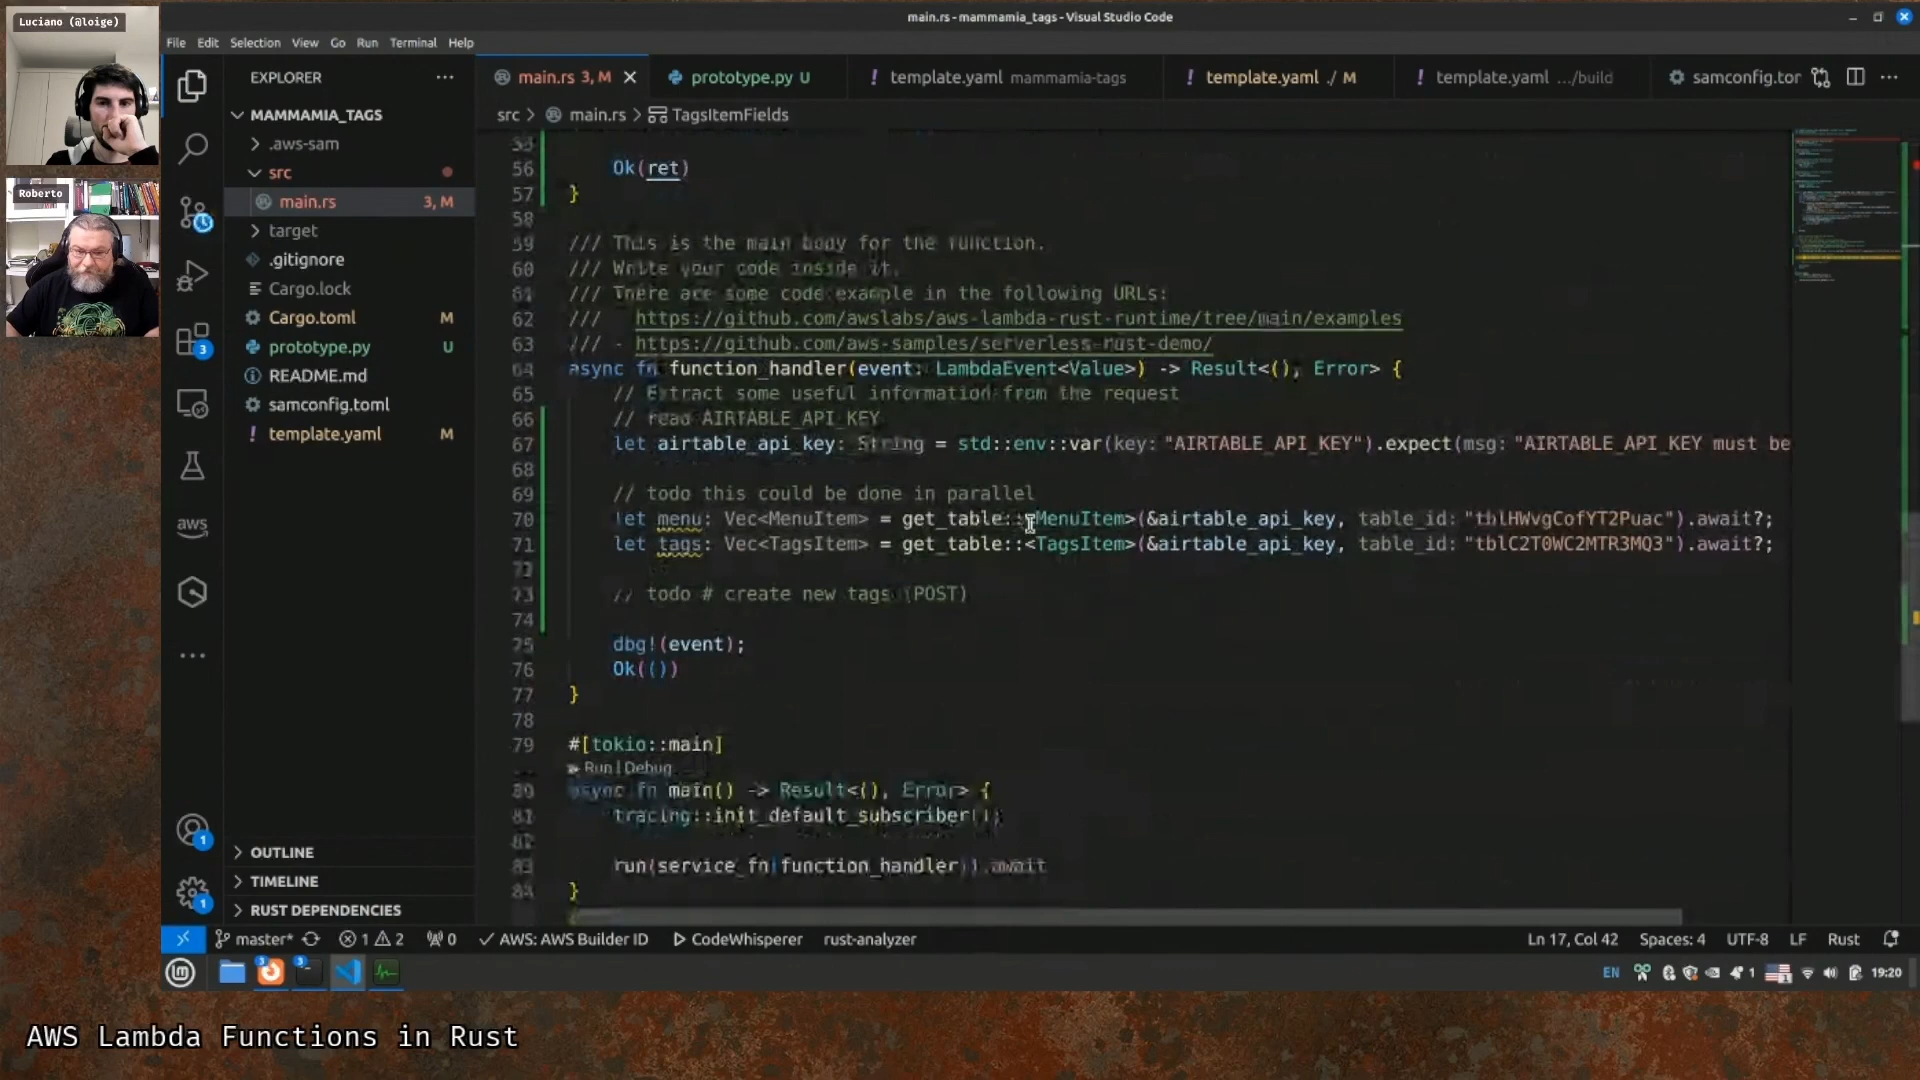 Luciano (@loige)
Roberto
main.rs - mammamia_tags - Visual Studio Code
File Edit Selection View Go Run Terminal Help
EXPLORER
MAMMAMIA_TAGS
.aws-sam
src
main.rs 3, M
target
.gitignore
Cargo.lock
Cargo.toml M
prototype.py U
README.md
samconfig.toml
template.yaml M
OUTLINE
TIMELINE
RUST DEPENDENCIES
main.rs 3, M
prototype.py U
template.yaml mammamia-tags
template.yaml ./ M
template.yaml .../build
samconfig.tor
src > main.rs > TagsItemFields
55
56 Ok(ret)
57 }
58
59 /// This is the main body for the function.
60 /// Write your code inside it.
61 /// There are some code example in the following URLs:
62 /// https://github.com/awslabs/aws-lambda-rust-runtime/tree/main/examples
63 /// - https://github.com/aws-samples/serverless-rust-demo/
64 async fn function_handler(event: LambdaEvent<Value>) -> Result<(), Error> {
65 // Extract some useful information from the request
66 // read AIRTABLE_API_KEY
67 let airtable_api_key: String = std::env::var(key: "AIRTABLE_API_KEY").expect(msg: "AIRTABLE_API_KEY must be
68
69 // todo this could be done in parallel
70 let menu: Vec<MenuItem> = get_table::<MenuItem>(&airtable_api_key, table_id: "tblHWvgCofYT2Puac").await?;
71 let tags: Vec<TagsItem> = get_table::<TagsItem>(&airtable_api_key, table_id: "tblC2T0WC2MTR3MQ3").await?;
72
73 // todo # create new tags (POST)
74
75 dbg!(event);
76 Ok(())
77 }
78
79 #[tokio::main]
Run | Debug
80 async fn main() -> Result<(), Error> {
81 tracing::init_default_subscriber();
82
83 run(service_fn(function_handler)).await
84 }
master* 1 2 0 AWS: AWS Builder ID CodeWhisperer rust-analyzer
Ln 17, Col 42 Spaces: 4 UTF-8 LF Rust
EN 1 19:20
AWS Lambda Functions in Rust